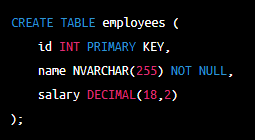 CREATE TABLE employees (
    id INT PRIMARY KEY,
    name NVARCHAR(255) NOT NULL,
    salary DECIMAL(18,2)
);